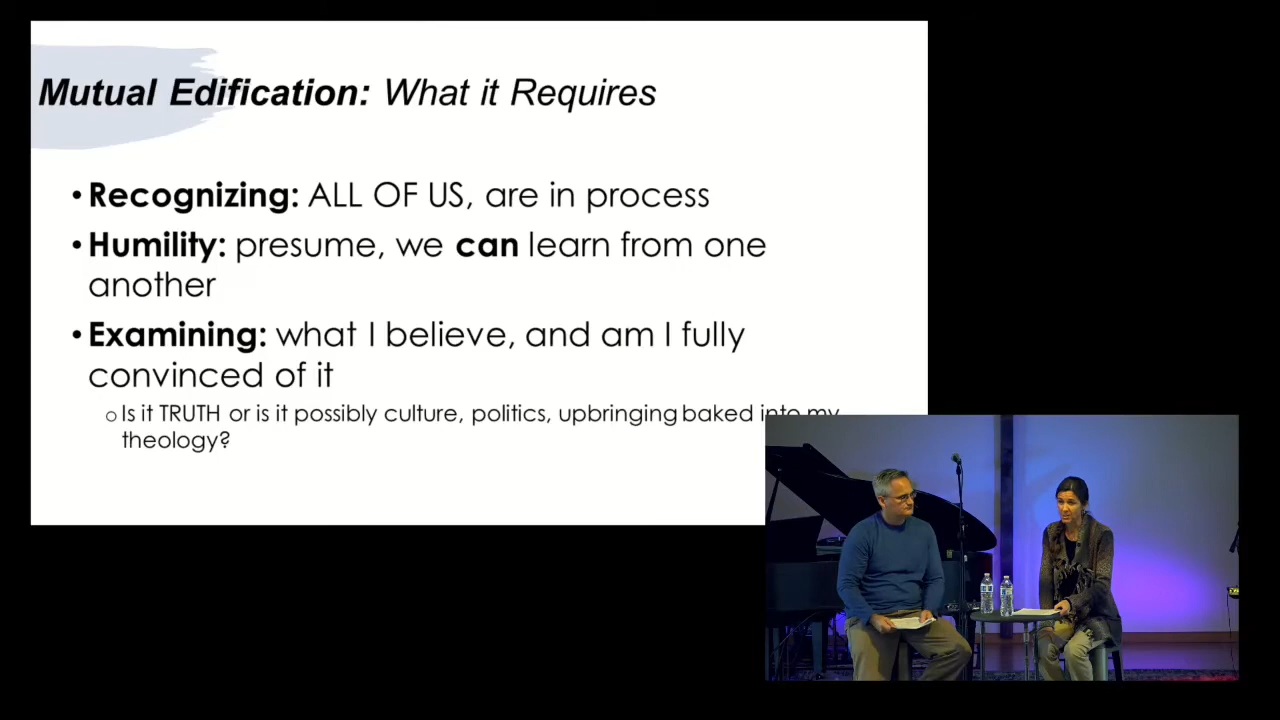 Mutual Edification: What it Requires
•Recognizing: ALL OF US, are in process
•Humility: presume, we can learn from one
another
•Examining: what I believe, and am I fully
convinced of it
o Is it TRUTH or is it possibly culture, politics, upbringing baked into my
theology?